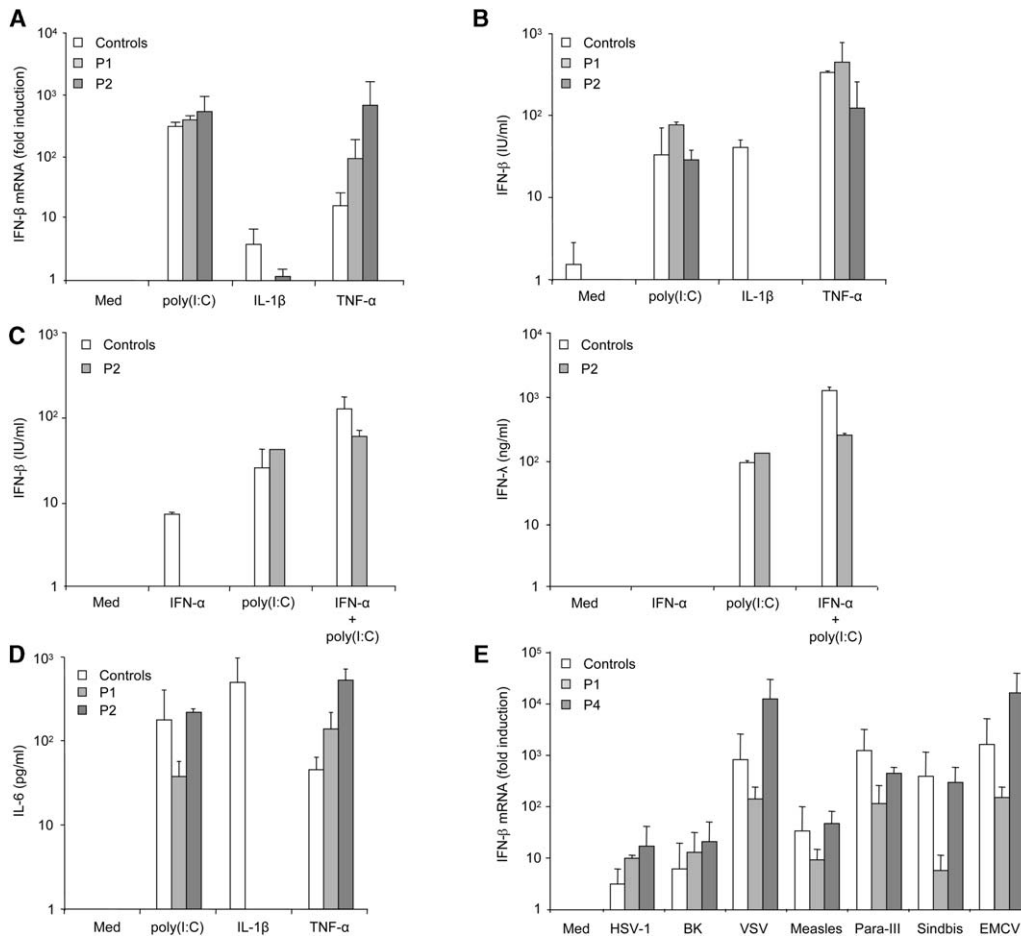 A
IFN-β mRNA (fold induction)
10⁴
10³
10²
10
1
Controls
P1
P2
Med poly(I:C) IL-1β TNF-α
B
IFN-β (IU/ml)
10³
10²
10
1
Controls
P1
P2
Med poly(I:C) IL-1β TNF-α
C
IFN-β (IU/ml)
10³
10²
10
1
Controls
P2
Med IFN-α poly(I:C) IFN-α
+
poly(I:C)
IFN-λ (ng/ml)
10⁴
10³
10²
10
1
Controls
P2
Med IFN-α poly(I:C) IFN-α
+
poly(I:C)
D
IL-6 (pg/ml)
10³
10²
10
1
Controls
P1
P2
Med poly(I:C) IL-1β TNF-α
E
IFN-β mRNA (fold induction)
10⁵
10⁴
10³
10²
10
1
Controls
P1
P4
Med HSV-1 BK VSV Measles Para-III Sindbis EMCV